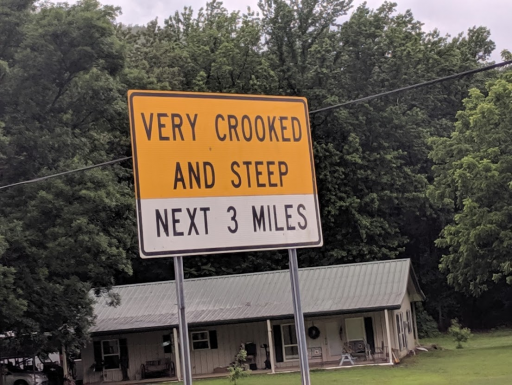 VERY CROOKED
AND STEEP
NEXT 3 MILES